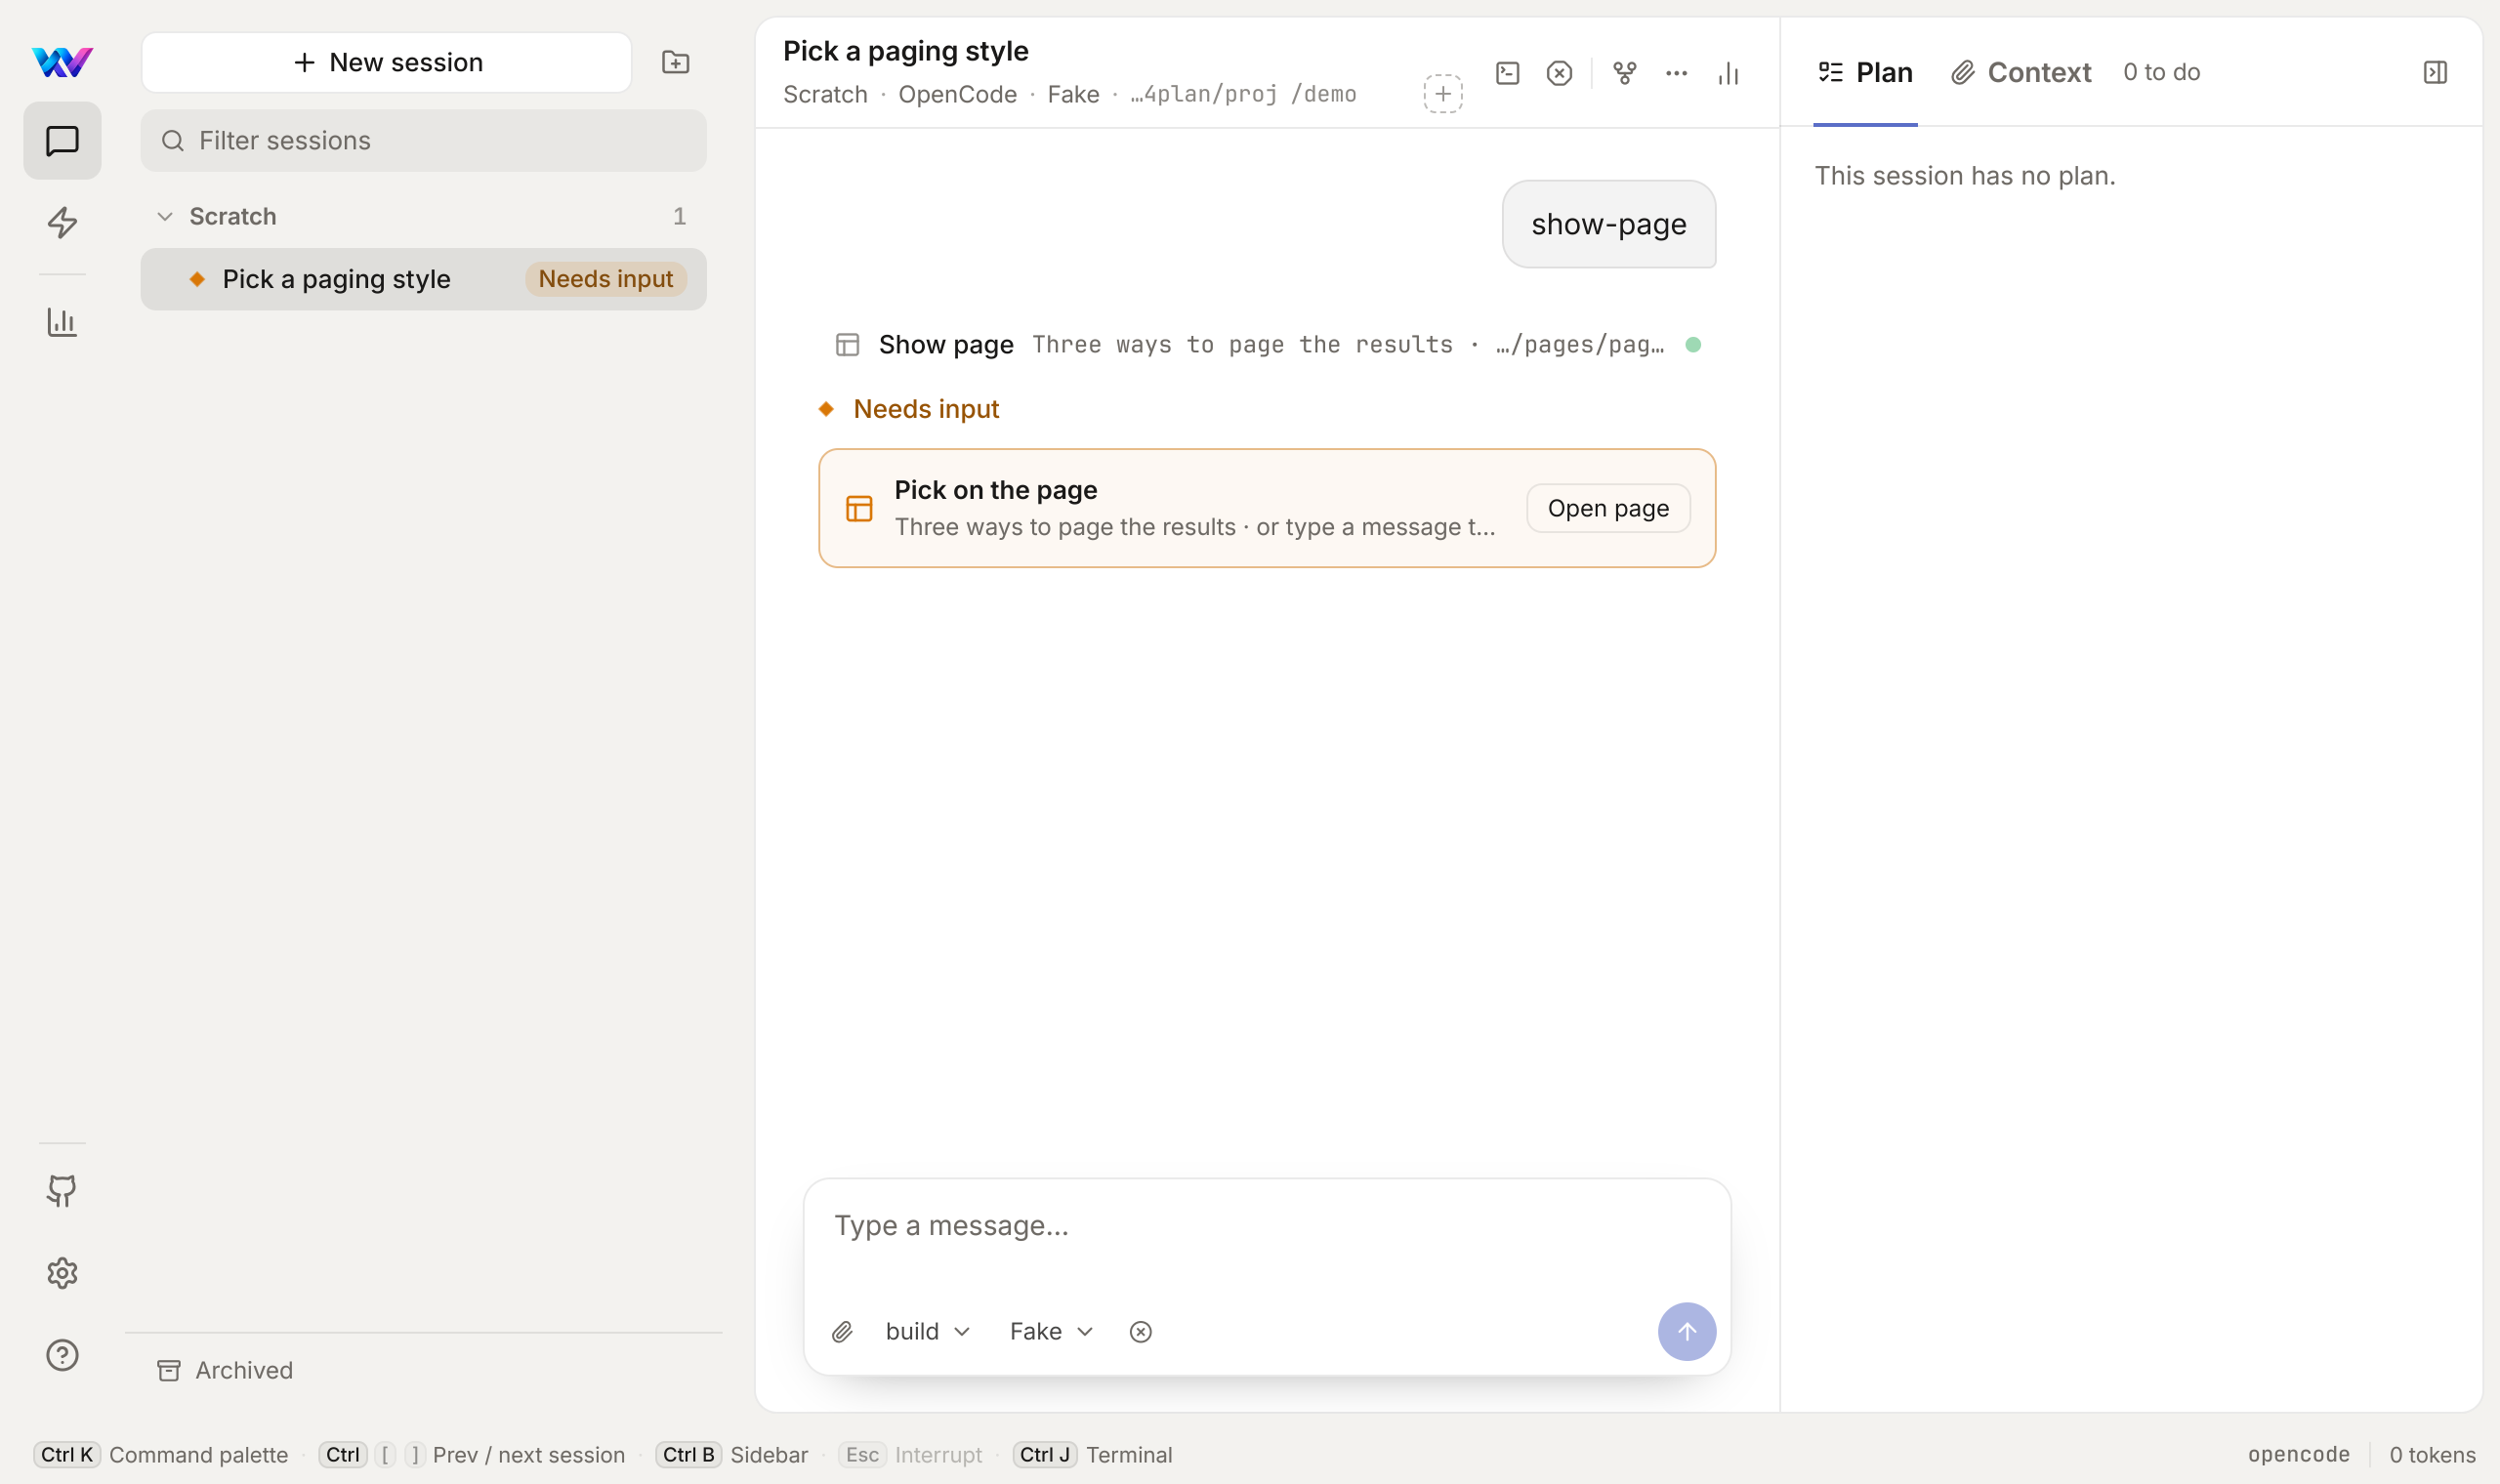 New session
Filter sessions
Scratch 1
Pick a paging style Needs input
Archived
Pick a paging style
Scratch · OpenCode · Fake · …4plan/proj /demo
show-page
Show page Three ways to page the results · …/pages/pag…
Needs input
Pick on the page
Three ways to page the results · or type a message t…
Open page
Type a message…
build Fake
Plan Context 0 to do
This session has no plan.
Ctrl K Command palette · Ctrl [ ] Prev / next session · Ctrl B Sidebar · Esc Interrupt · Ctrl J Terminal
opencode 0 tokens